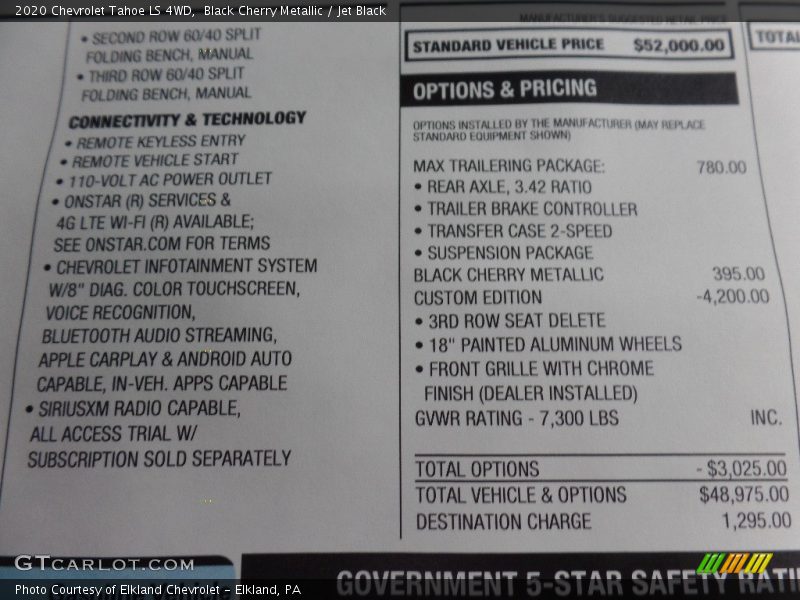 2020 Chevrolet Tahoe LS 4WD, Black Cherry Metallic / Jet Black
• SECOND ROW 60/40 SPLIT
FOLDING BENCH, MANUAL
• THIRD ROW 60/40 SPLIT
FOLDING BENCH, MANUAL
CONNECTIVITY & TECHNOLOGY
• REMOTE KEYLESS ENTRY
• REMOTE VEHICLE START
• 110-VOLT AC POWER OUTLET
• ONSTAR (R) SERVICES &
4G LTE WI-FI (R) AVAILABLE;
SEE ONSTAR.COM FOR TERMS
• CHEVROLET INFOTAINMENT SYSTEM
W/8" DIAG. COLOR TOUCHSCREEN,
VOICE RECOGNITION,
BLUETOOTH AUDIO STREAMING,
APPLE CARPLAY & ANDROID AUTO
CAPABLE, IN-VEH. APPS CAPABLE
• SIRIUSXM RADIO CAPABLE,
ALL ACCESS TRIAL W/
SUBSCRIPTION SOLD SEPARATELY
MANUFACTURER'S SUGGESTED RETAIL PRICE
STANDARD VEHICLE PRICE $52,000.00
OPTIONS & PRICING
OPTIONS INSTALLED BY THE MANUFACTURER (MAY REPLACE
STANDARD EQUIPMENT SHOWN)
MAX TRAILERING PACKAGE: 780.00
• REAR AXLE, 3.42 RATIO
• TRAILER BRAKE CONTROLLER
• TRANSFER CASE 2-SPEED
• SUSPENSION PACKAGE
BLACK CHERRY METALLIC 395.00
CUSTOM EDITION -4,200.00
• 3RD ROW SEAT DELETE
• 18" PAINTED ALUMINUM WHEELS
• FRONT GRILLE WITH CHROME
FINISH (DEALER INSTALLED)
GVWR RATING - 7,300 LBS INC.
TOTAL OPTIONS - $3,025.00
TOTAL VEHICLE & OPTIONS $48,975.00
DESTINATION CHARGE 1,295.00
TOTAL
GOVERNMENT 5-STAR SAFETY RATI
GTCARLOT.COM
Photo Courtesy of Elkland Chevrolet - Elkland, PA